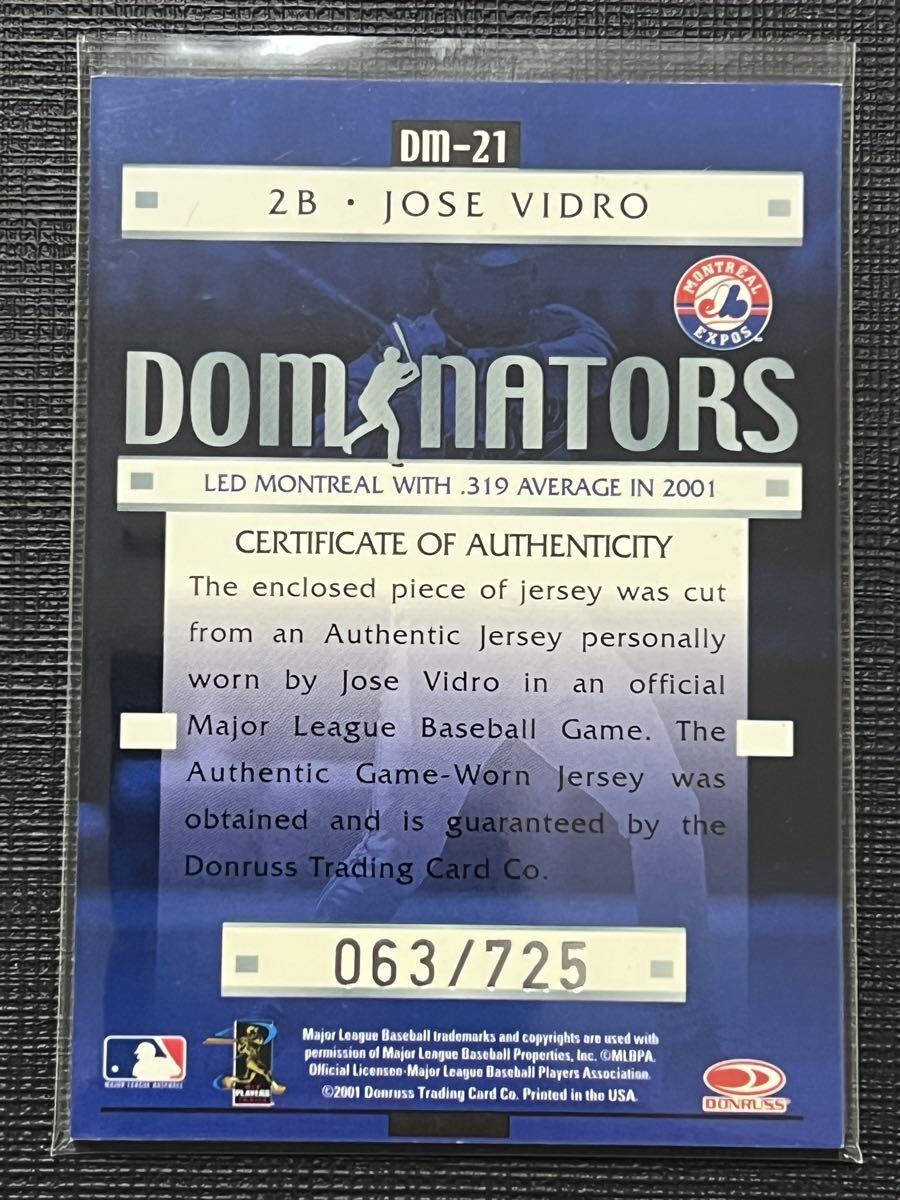 DM-21
2B • JOSE VIDRO
MONTREAL
EXPOS
DOMINATORS
LED MONTREAL WITH .319 AVERAGE IN 2001
CERTIFICATE OF AUTHENTICITY
The enclosed piece of jersey was cut
from an Authentic Jersey personally
worn by Jose Vidro in an official
Major League Baseball Game. The
Authentic Game-Worn Jersey was
obtained and is guaranteed by the
Donruss Trading Card Co.
063/725
Major League Baseball trademarks and copyrights are used with
permission of Major League Baseball Properties, Inc. ©MLBPA.
Official Licensee-Major League Baseball Players Association.
©2001 Donruss Trading Card Co. Printed in the USA.
MAJOR LEAGUE BASEBALL
PLAYERS
DONRUSS